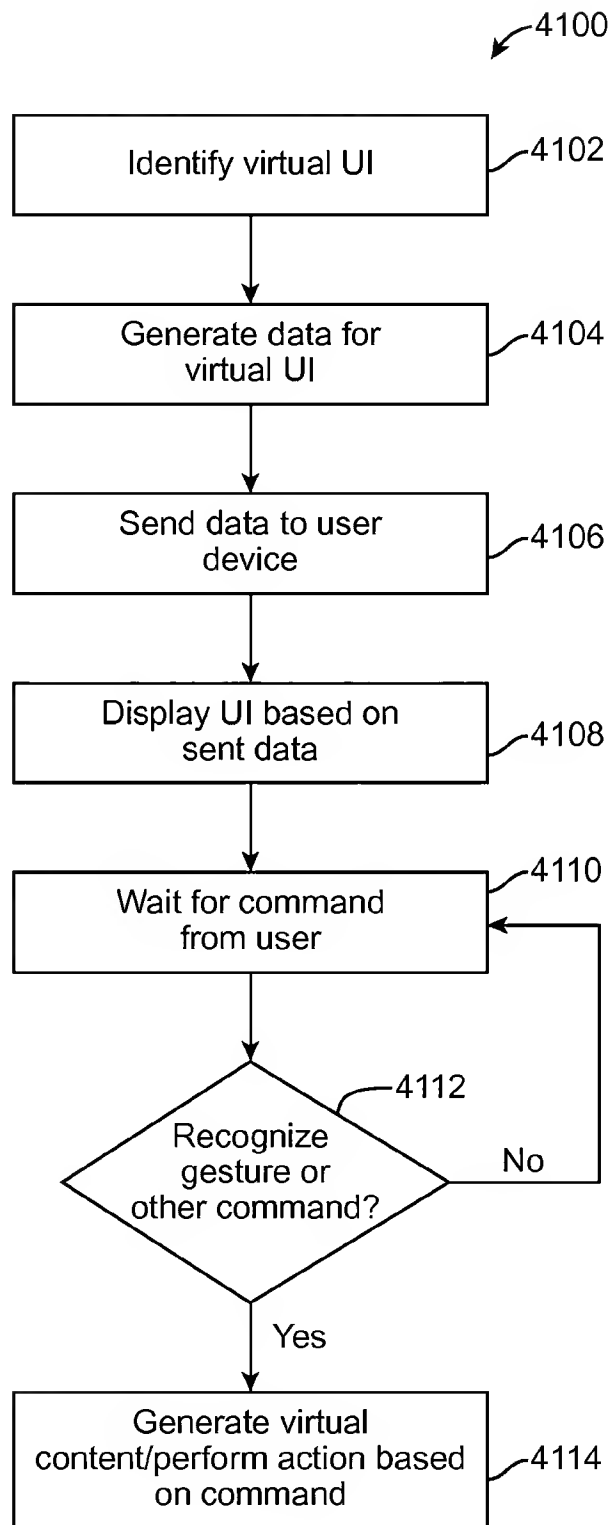 4100
Identify virtual UI
4102
Generate data for
virtual UI
4104
Send data to user
device
4106
Display UI based on
sent data
4108
4110
Wait for command
from user
4112
Recognize
gesture or
other command?
No
Yes
Generate virtual
content/perform action based
on command
4114